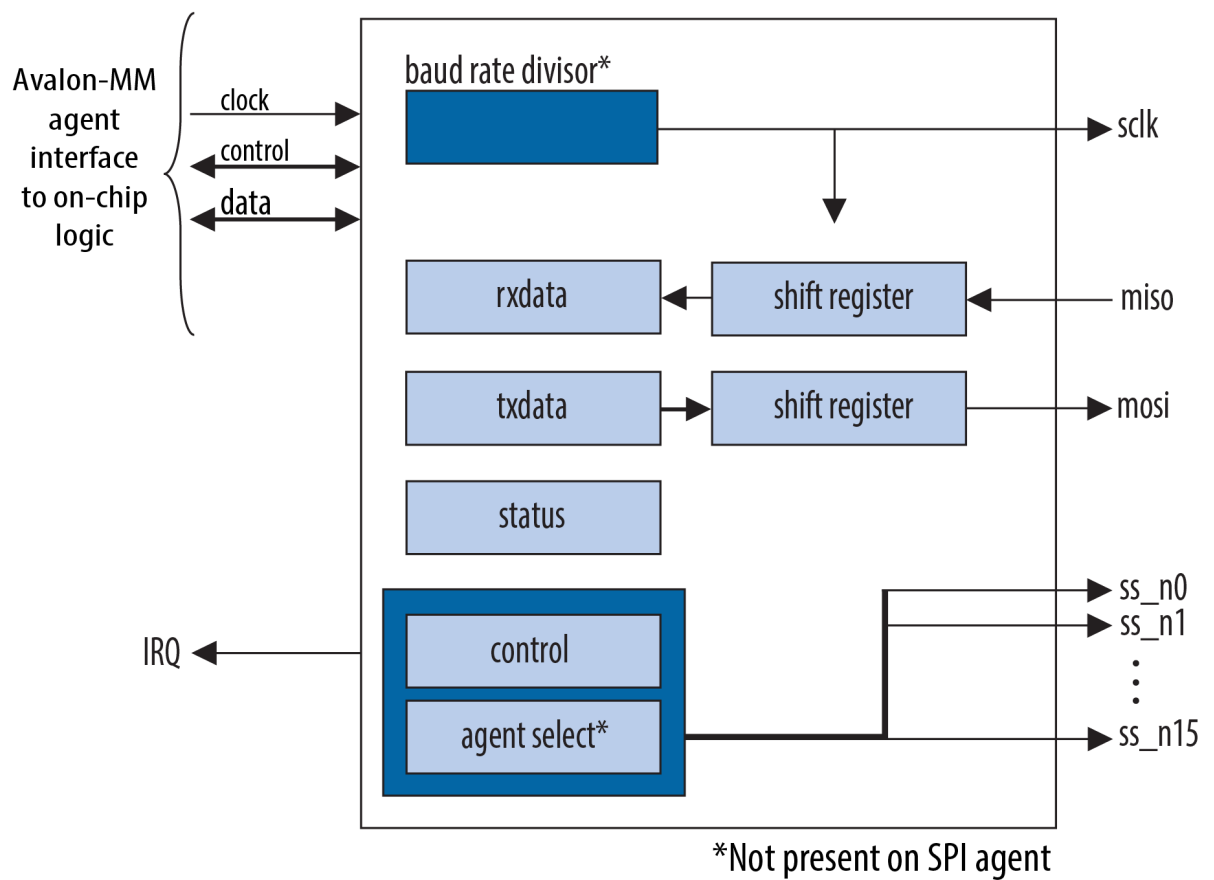 Avalon-MM
agent
interface
to on-chip
logic
clock
control
data
baud rate divisor*
sclk
rxdata
shift register
miso
txdata
shift register
mosi
status
control
agent select*
IRQ
ss_n0
ss_n1
ss_n15
*Not present on SPI agent